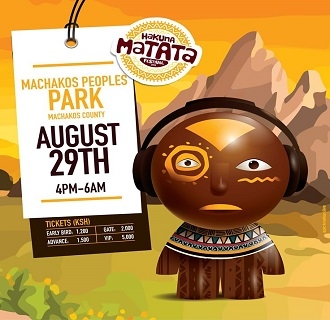 Hakuna
MaTaTa
FESTIVAL
MACHAKOS PEOPLES
PARK
MACHAKOS COUNTY
AUGUST
29TH
4PM-6AM
TICKETS (KSH)
EARLY BIRD: 1,200 GATE: 2,000
ADVANCE: 1,500 VIP: 5,000